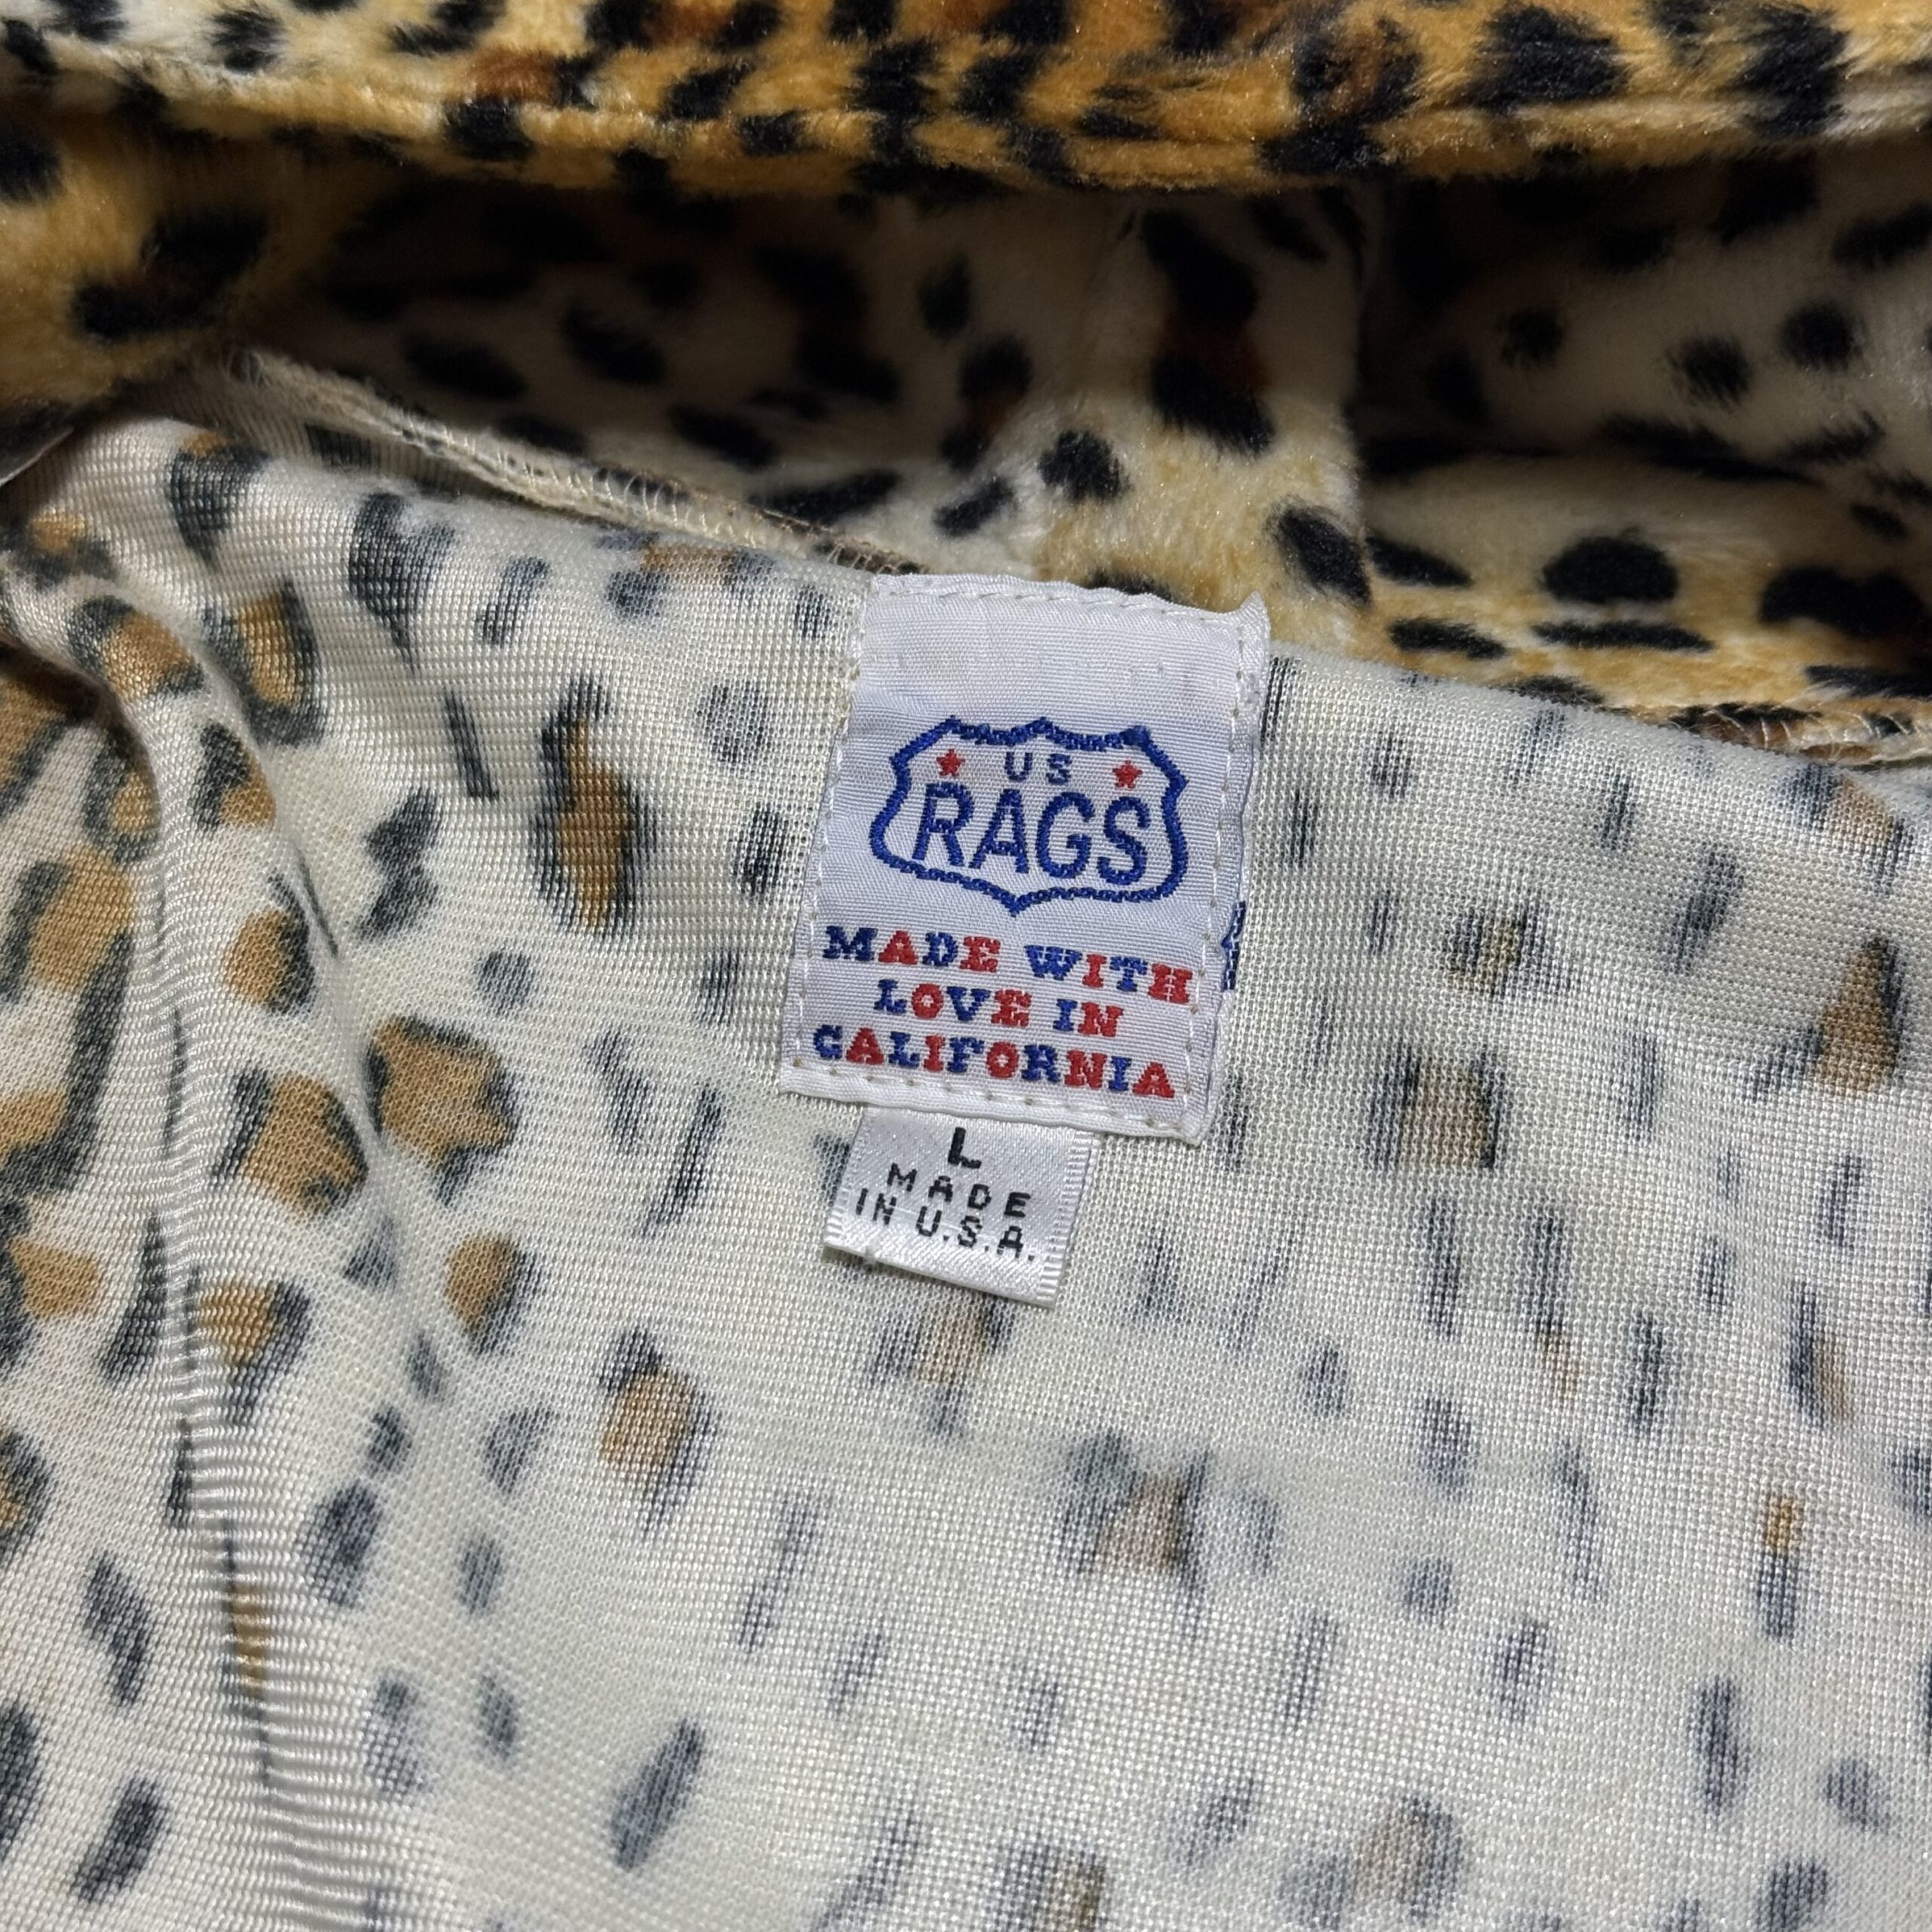 US
RAGS
MADE WITH
LOVE IN
CALIFORNIA
L
MADE
IN U.S.A.